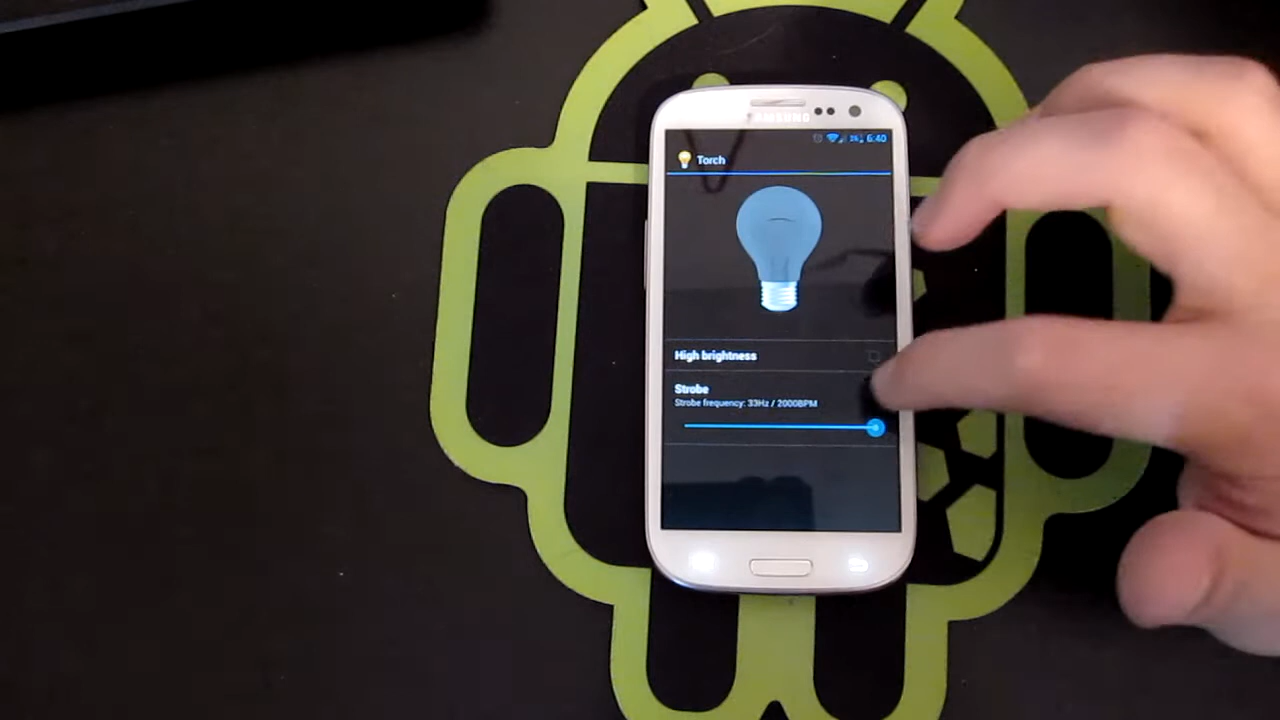 SAMSUNG
6:40
Torch
High brightness
Strobe
Strobe frequency: 33Hz / 2000BPM